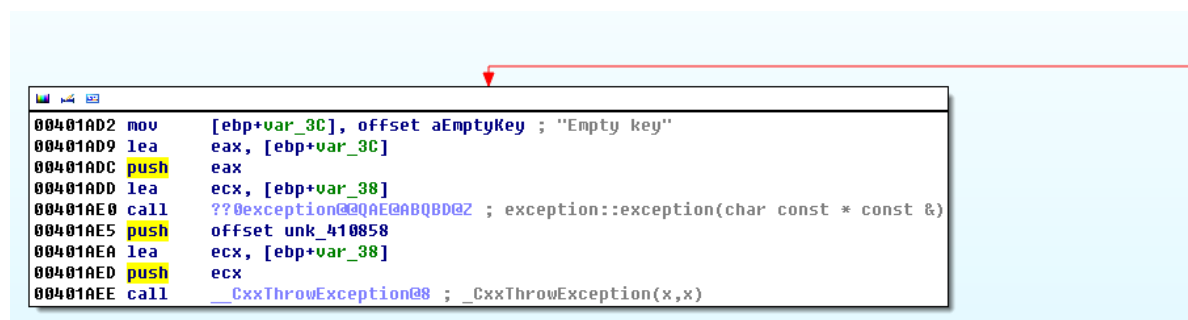 00401AD2 mov [ebp+var_3C], offset aEmptyKey ; "Empty key"
00401AD9 lea eax, [ebp+var_3C]
00401ADC push eax
00401ADD lea ecx, [ebp+var_38]
00401AE0 call ??0exception@@QAE@ABQBD@Z ; exception::exception(char const * const &)
00401AE5 push offset unk_410858
00401AEA lea ecx, [ebp+var_38]
00401AED push ecx
00401AEE call __CxxThrowException@8 ; _CxxThrowException(x,x)